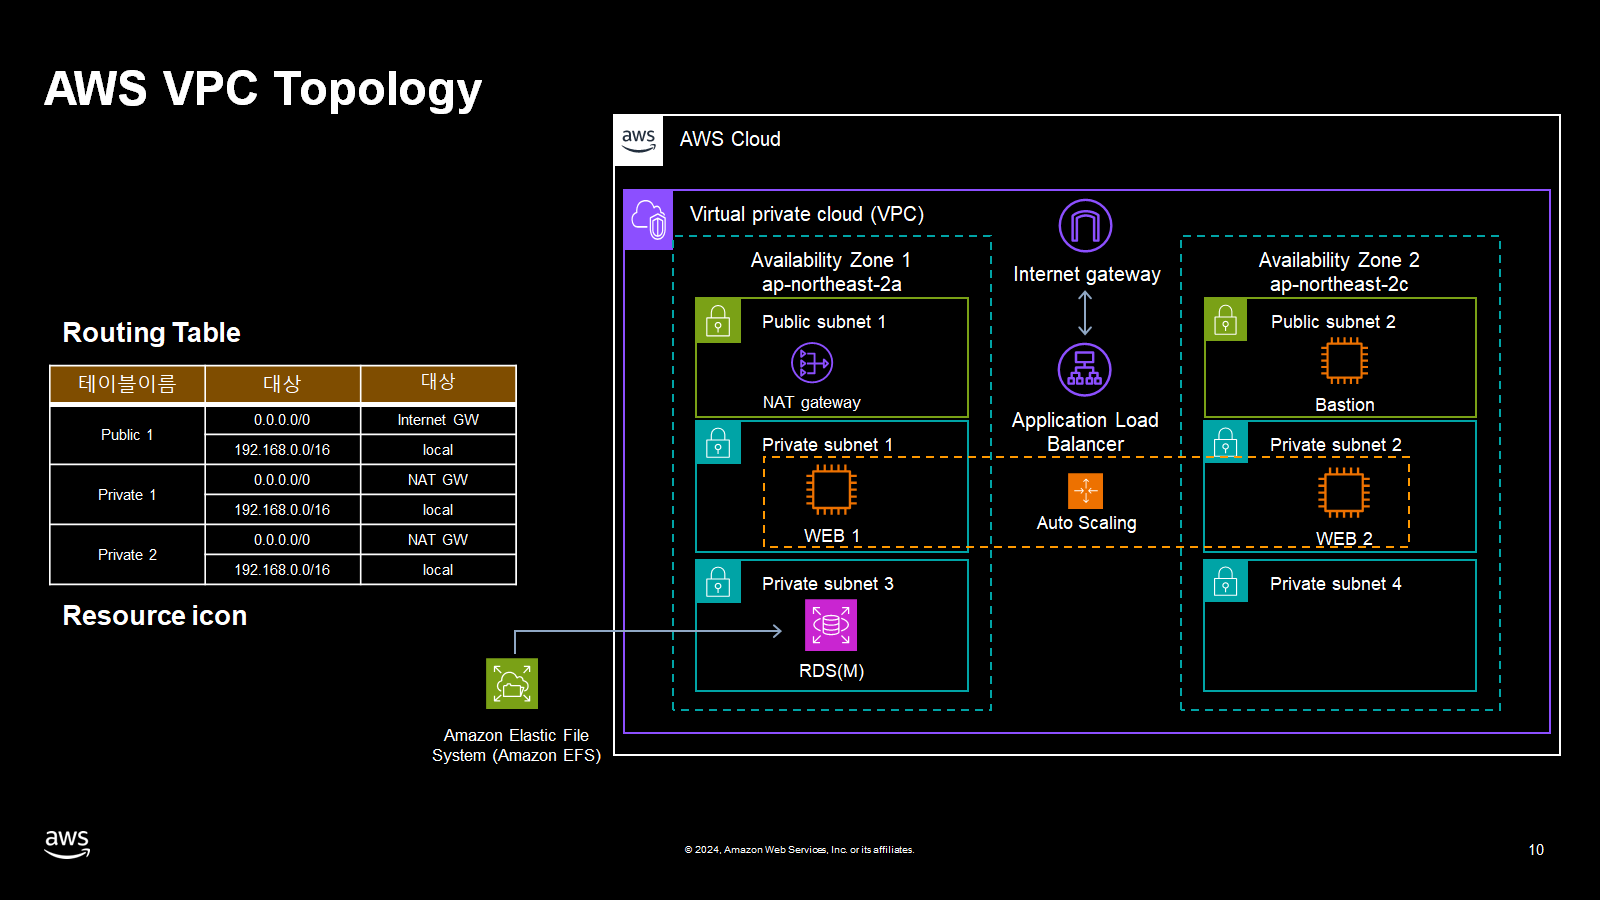 AWS VPC Topology
aws
AWS Cloud
Virtual private cloud (VPC)
Availability Zone 1
ap-northeast-2a
Public subnet 1
NAT gateway
Private subnet 1
WEB 1
Private subnet 3
RDS(M)
Internet gateway
Application Load
Balancer
Auto Scaling
Availability Zone 2
ap-northeast-2c
Public subnet 2
Bastion
Private subnet 2
WEB 2
Private subnet 4
Routing Table
테이블이름 대상 대상
Public 1 0.0.0.0/0 Internet GW
192.168.0.0/16 local
Private 1 0.0.0.0/0 NAT GW
192.168.0.0/16 local
Private 2 0.0.0.0/0 NAT GW
192.168.0.0/16 local
Resource icon
Amazon Elastic File
System (Amazon EFS)
aws
© 2024, Amazon Web Services, Inc. or its affiliates.
10